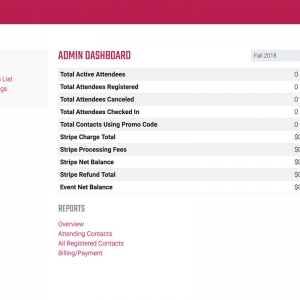 ADMIN DASHBOARD
Fall 2018
List
gs
Total Active Attendees 0
Total Attendees Registered 0
Total Attendees Canceled 0
Total Attendees Checked In 0
Total Contacts Using Promo Code 0
Stripe Charge Total $0
Stripe Processing Fees $0
Stripe Net Balance $0
Stripe Refund Total $0
Event Net Balance $0
REPORTS
Overview
Attending Contacts
All Registered Contacts
Billing/Payment